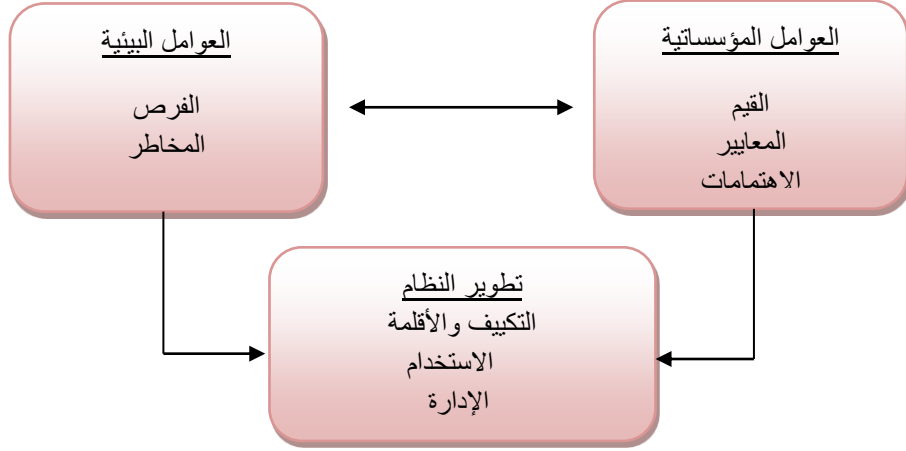 العوامل المؤسساتية
القيم
المعايير
الاهتمامات
العوامل البيئية
الفرص
المخاطر
تطوير النظام
التكييف والأقلمة
الاستخدام
الإدارة